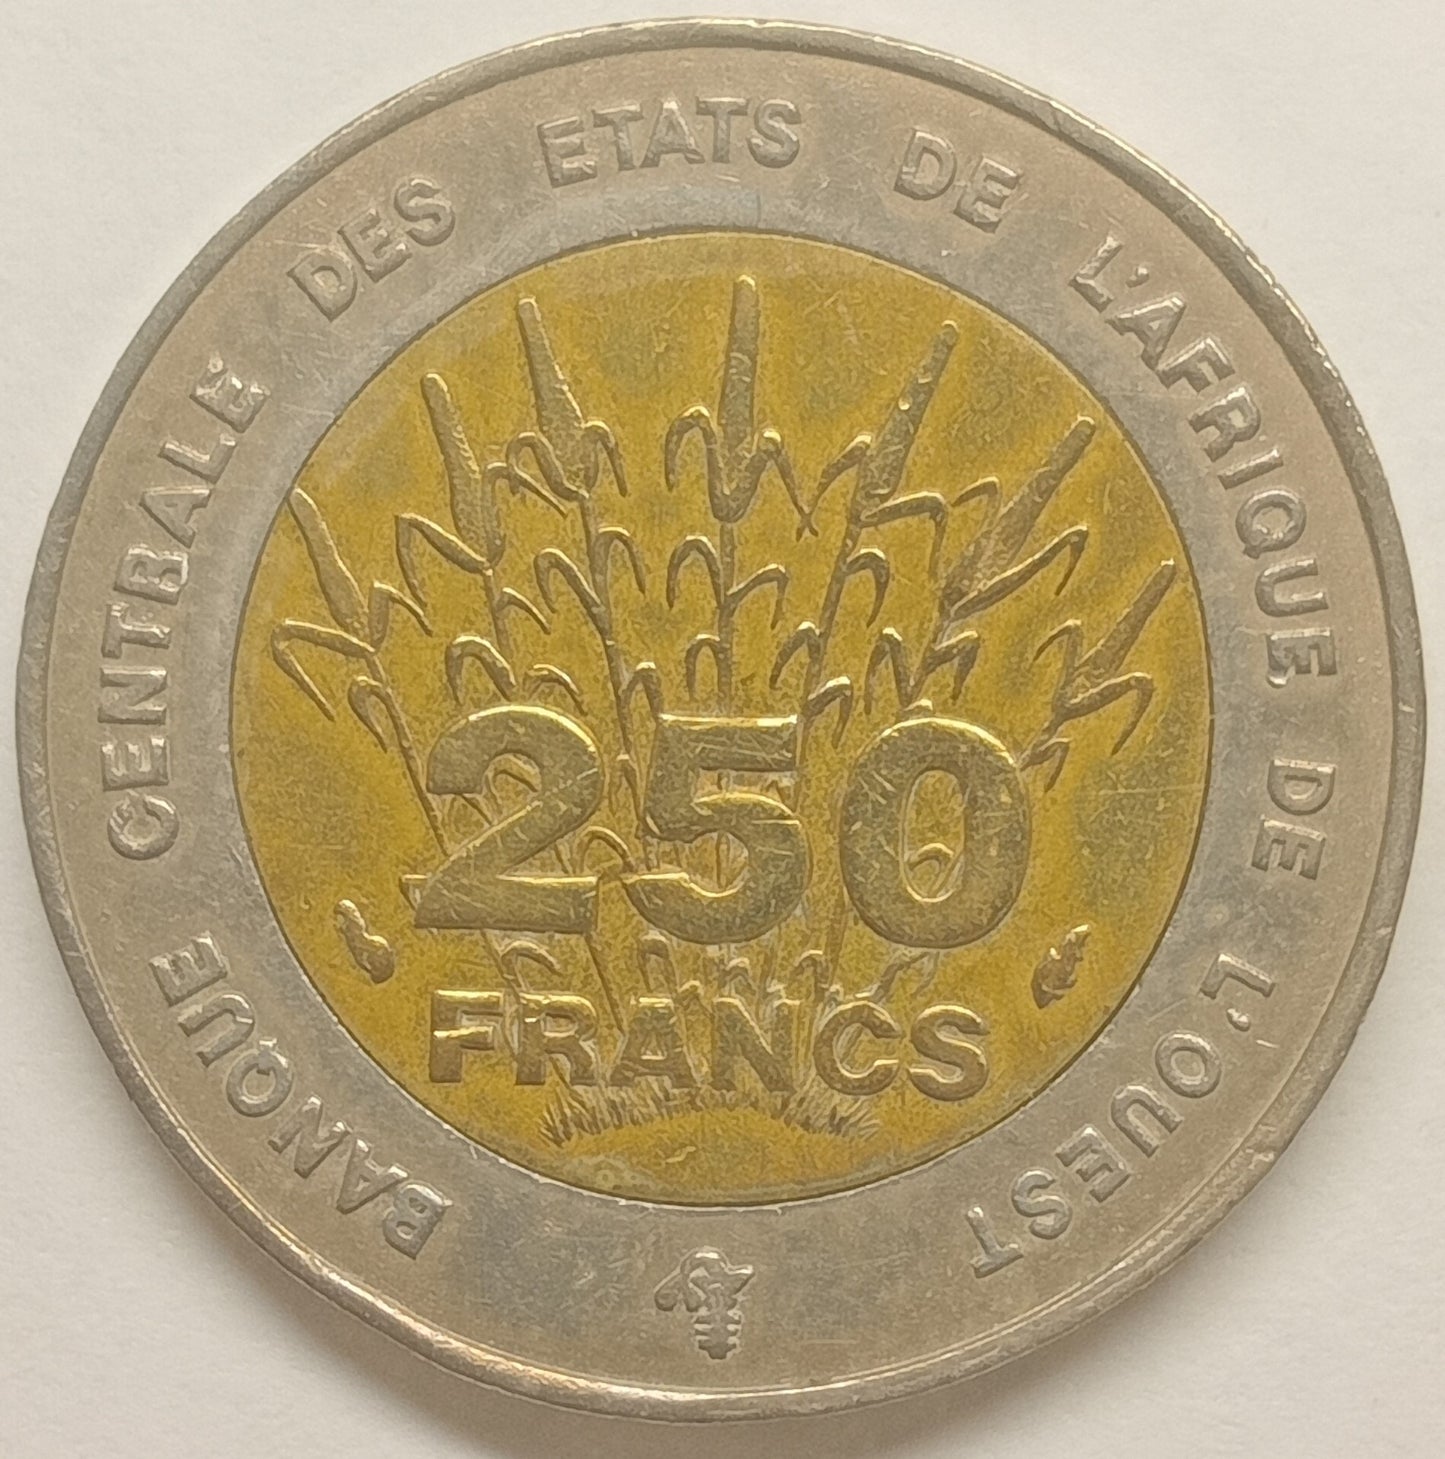 BANQUE CENTRALE DES ETATS DE L'AFRIQUE DE L'OUEST
250
FRANCS